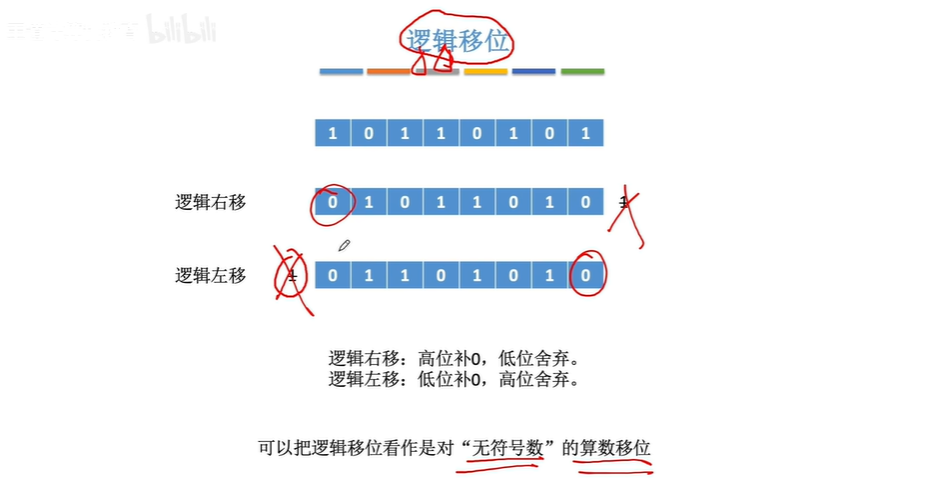 bilibili
逻辑移位
1 0 1 1 0 1 0 1
逻辑右移 0 1 0 1 1 0 1 0 1
逻辑左移 1 0 1 1 0 1 0 1 0
逻辑右移：高位补0，低位舍弃。
逻辑左移：低位补0，高位舍弃。
可以把逻辑移位看作是对“无符号数”的算数移位